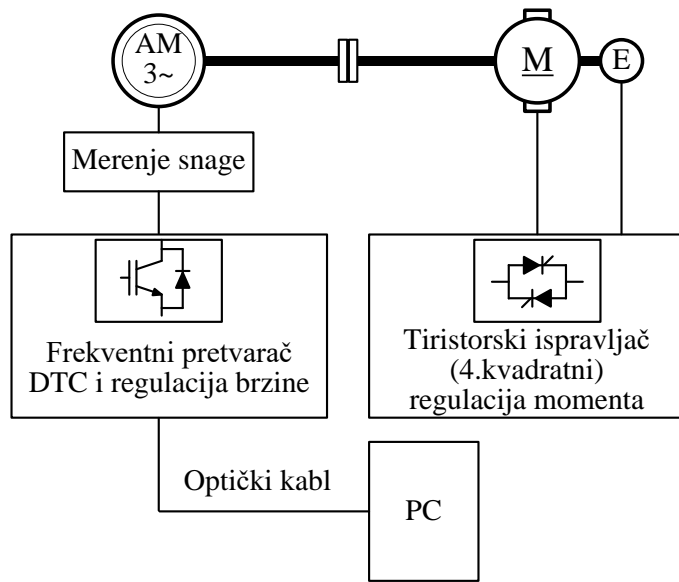 AM
3~
M
E
Merenje snage
Frekventni pretvarač
DTC i regulacija brzine
Tiristorski ispravljač
(4.kvadratni)
regulacija momenta
Optički kabl
PC